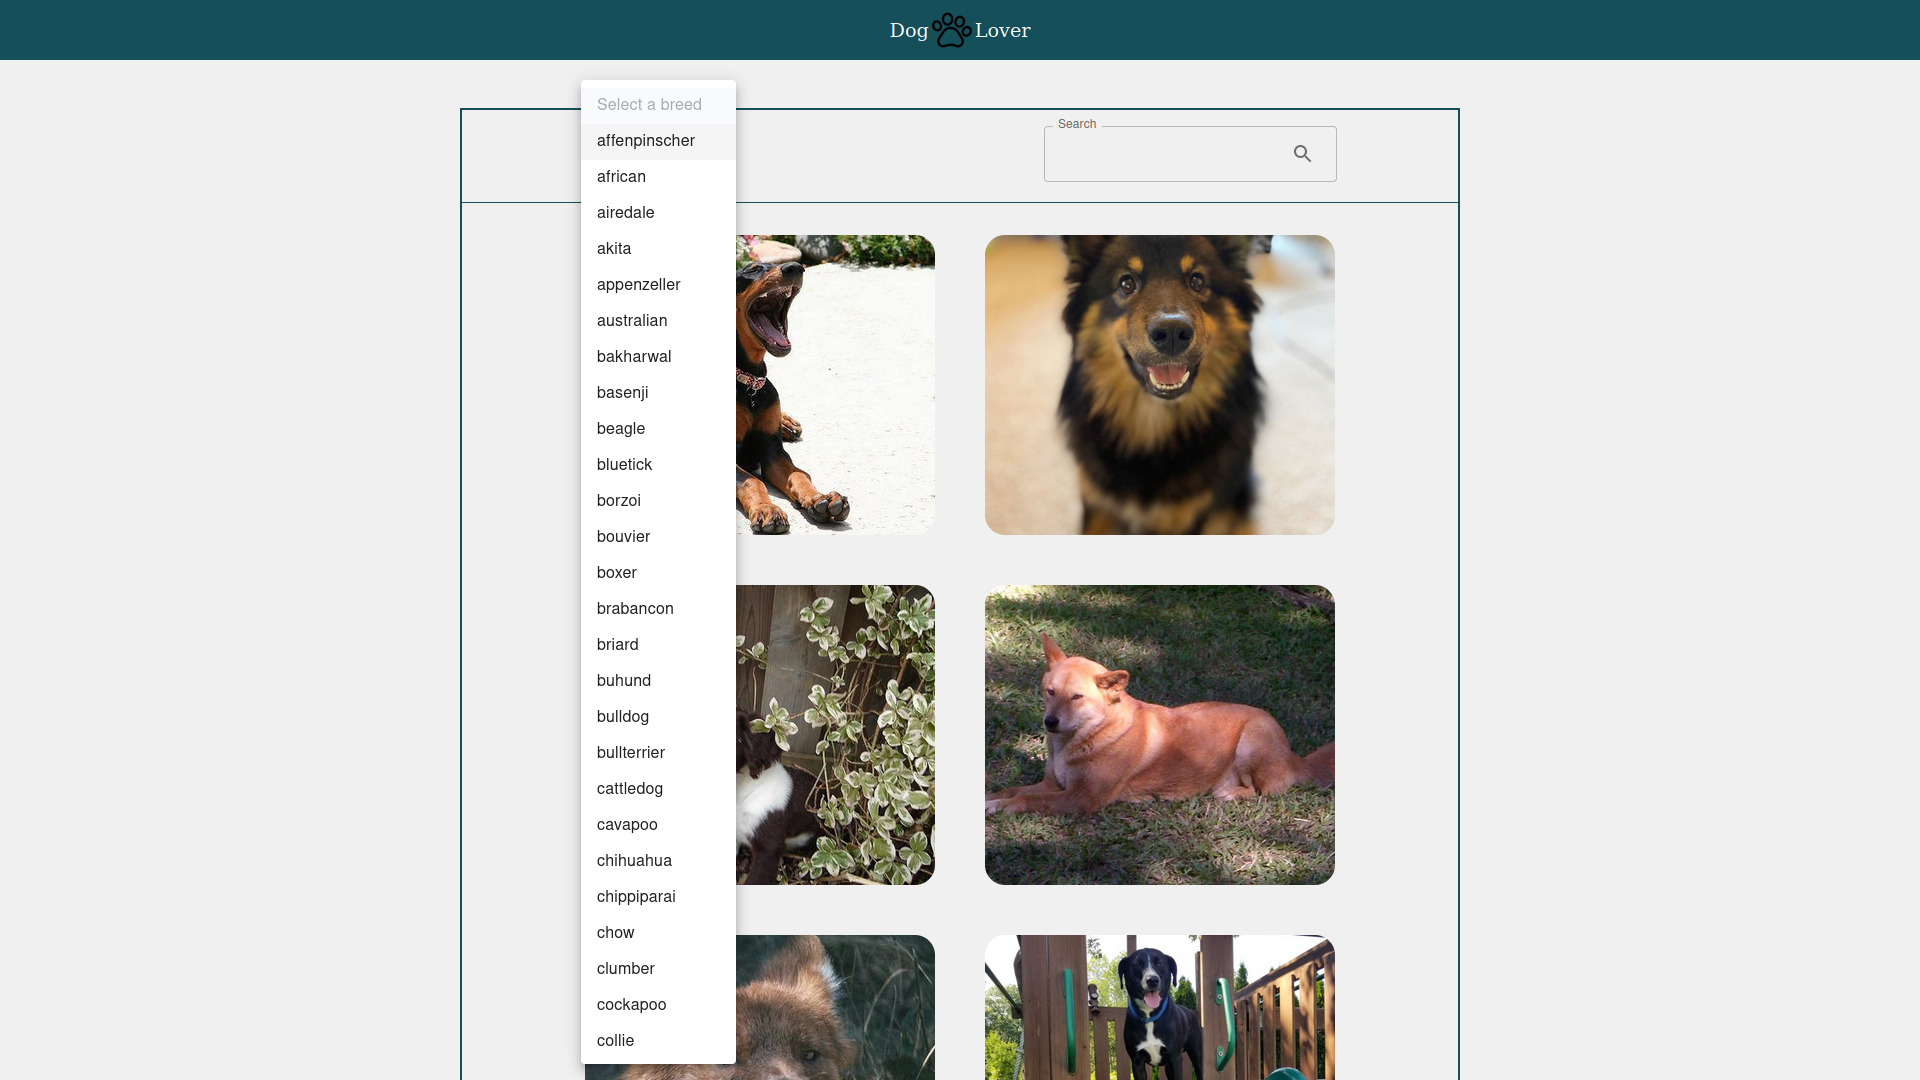 Dog Lover
Select a breed
affenpinscher
african
airedale
akita
appenzeller
australian
bakharwal
basenji
beagle
bluetick
borzoi
bouvier
boxer
brabancon
briard
buhund
bulldog
bullterrier
cattledog
cavapoo
chihuahua
chippiparai
chow
clumber
cockapoo
collie
Search